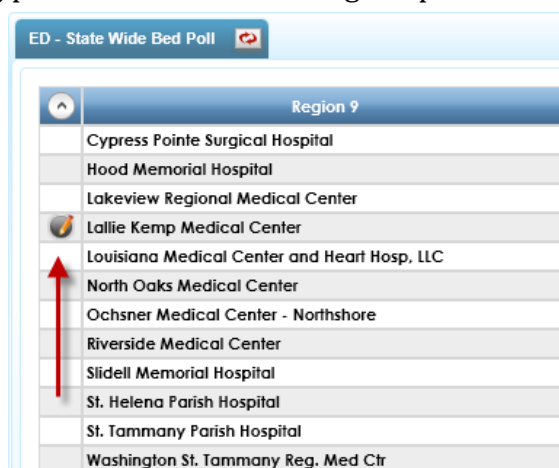 ED - State Wide Bed Poll
Region 9
Cypress Pointe Surgical Hospital
Hood Memorial Hospital
Lakeview Regional Medical Center
Lallie Kemp Medical Center
Louisiana Medical Center and Heart Hosp, LLC
North Oaks Medical Center
Ochsner Medical Center - Northshore
Riverside Medical Center
Slidell Memorial Hospital
St. Helena Parish Hospital
St. Tammany Parish Hospital
Washington St. Tammany Reg. Med Ctr